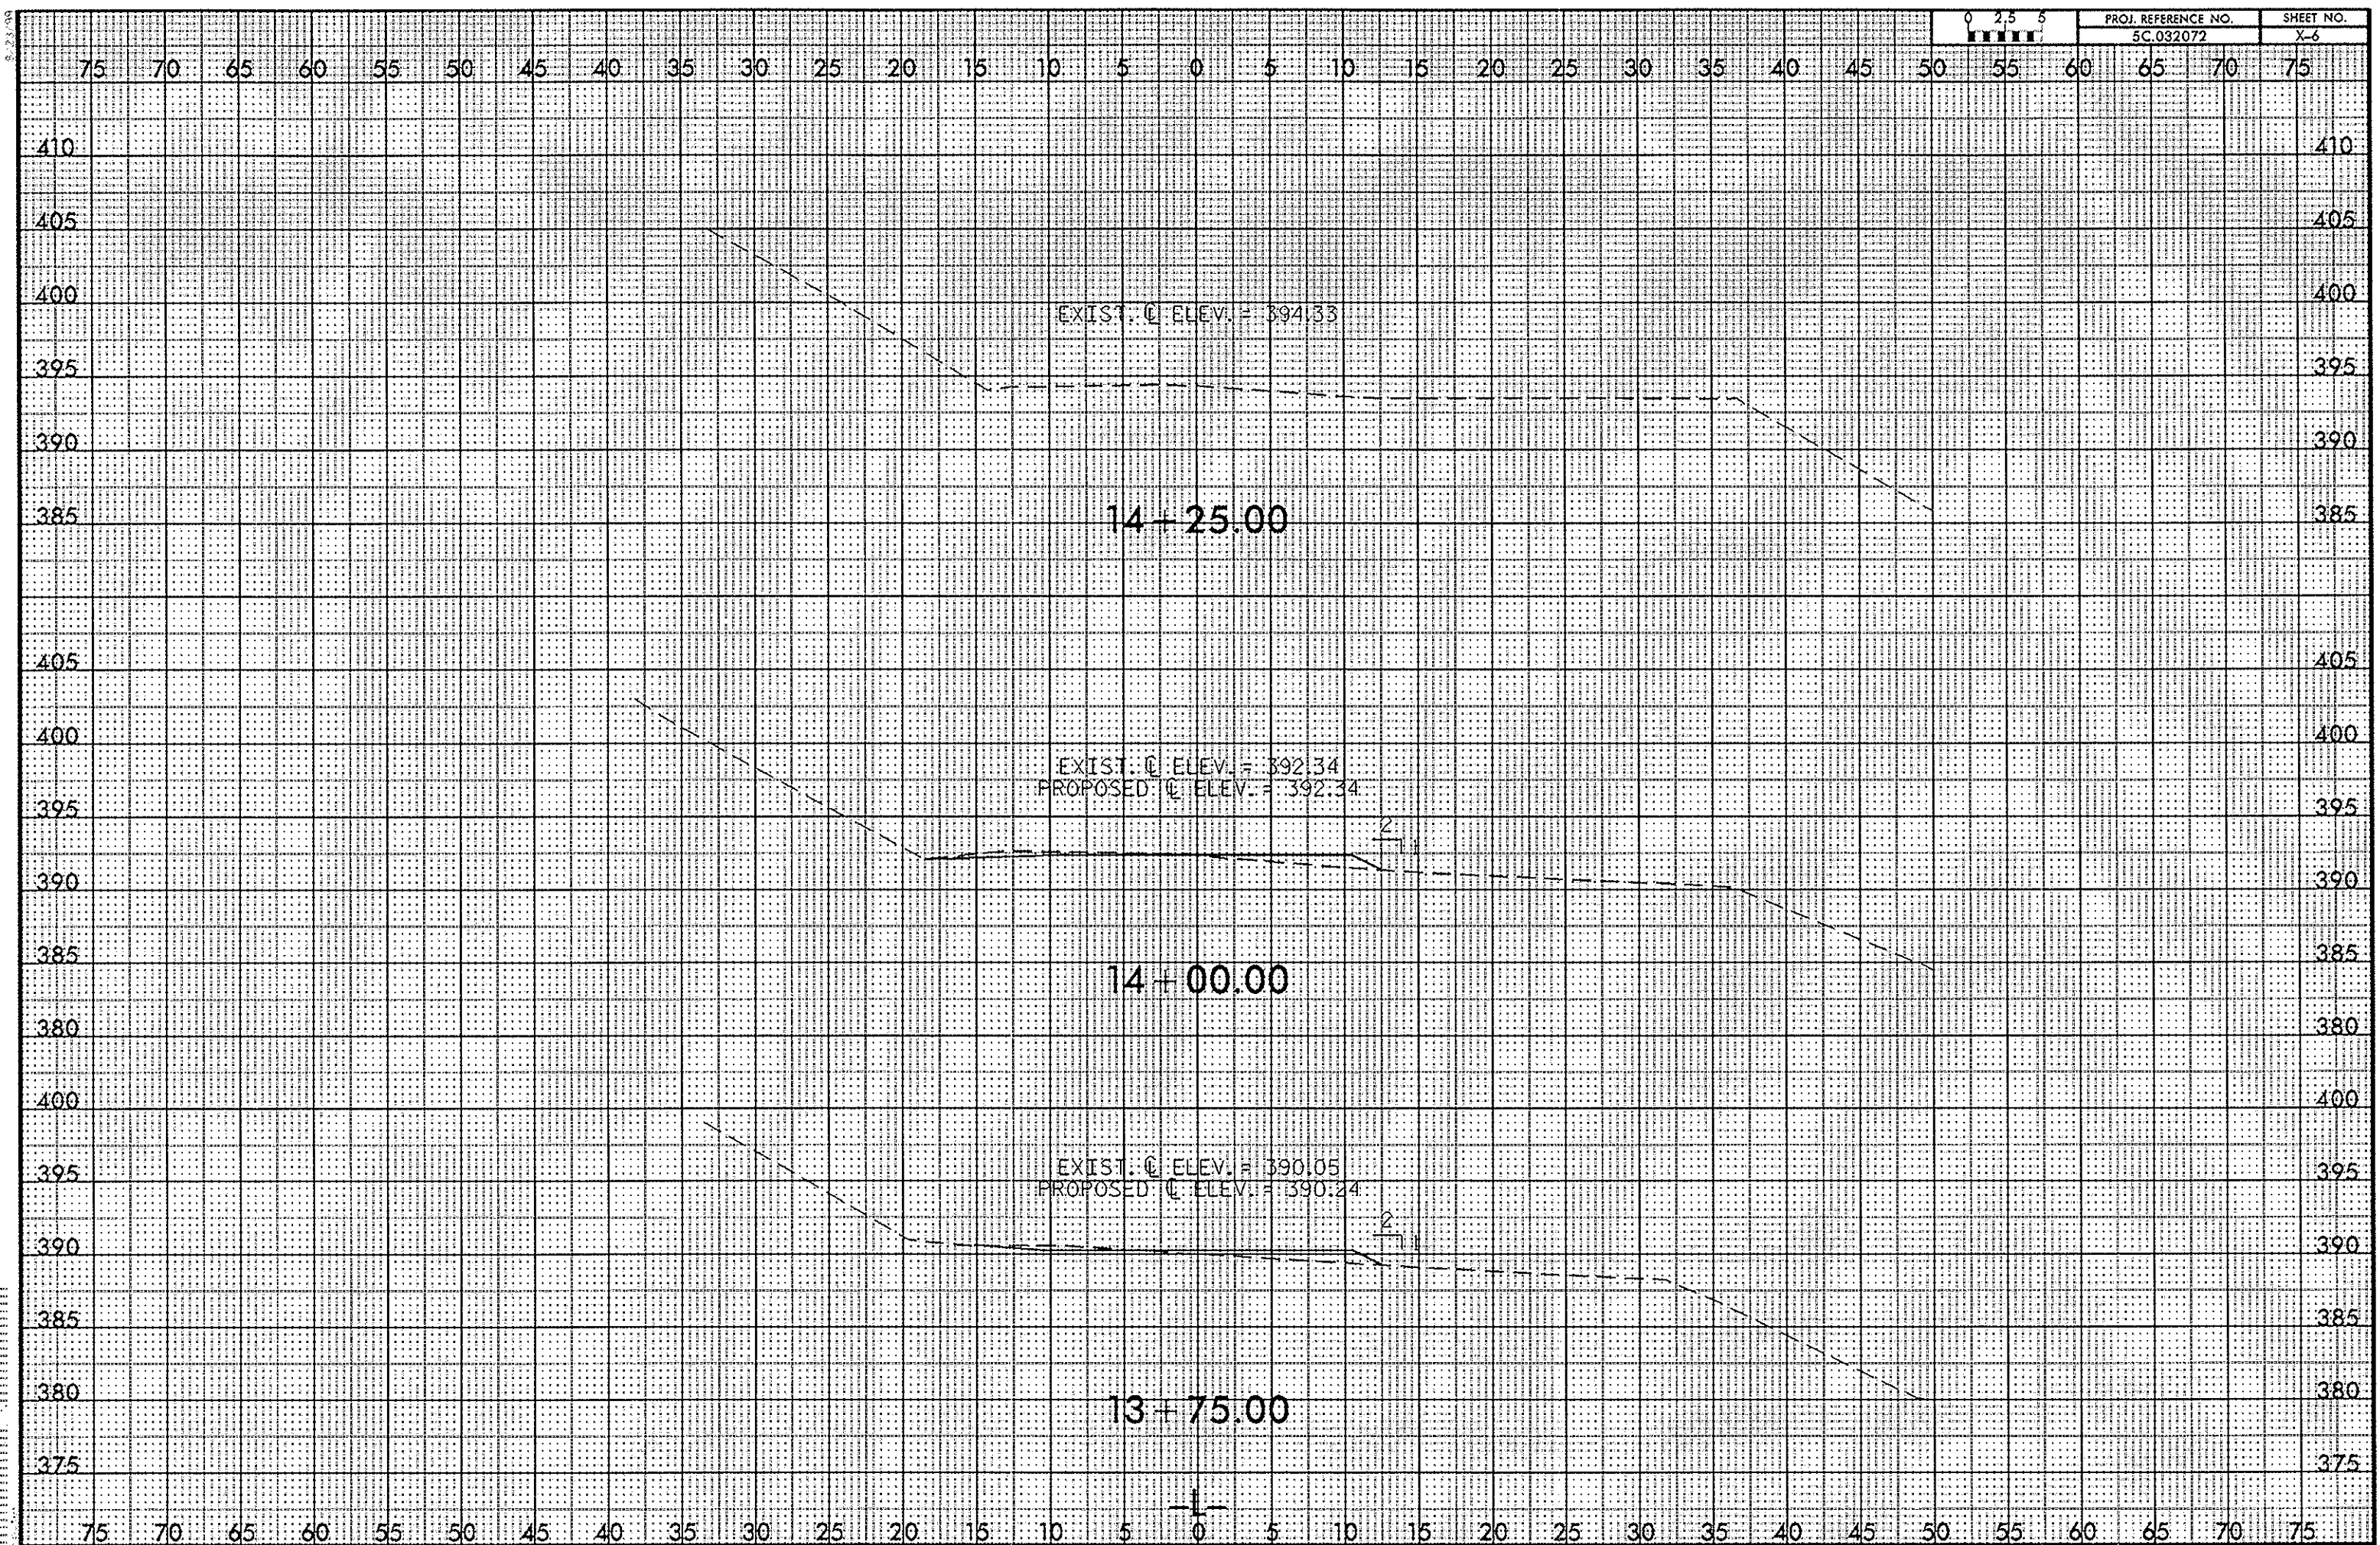 0 2.5 5 PROJ. REFERENCE NO. SHEET NO.
5C.032072 X-6
75 70 65 60 55 50 45 40 35 30 25 20 15 10 5 0 5 10 15 20 25 30 35 40 45 50 55 60 65 70 75
410 410
405 405
400 400
EXIST. ℄ ELEV. = 394.33
395 395
390 390
385 14+25.00 385
405 405
400 400
EXIST. ℄ ELEV. = 392.34
PROPOSED ℄ ELEV. = 392.34
395 395
2
1
390 390
385 385
14+00.00
380 380
400 400
EXIST. ℄ ELEV. = 390.05
395 395
PROPOSED ℄ ELEV. = 390.24
2
1
390 390
385 385
380 380
13+75.00
375 375
-L-
75 70 65 60 55 50 45 40 35 30 25 20 15 10 5 0 5 10 15 20 25 30 35 40 45 50 55 60 65 70 75